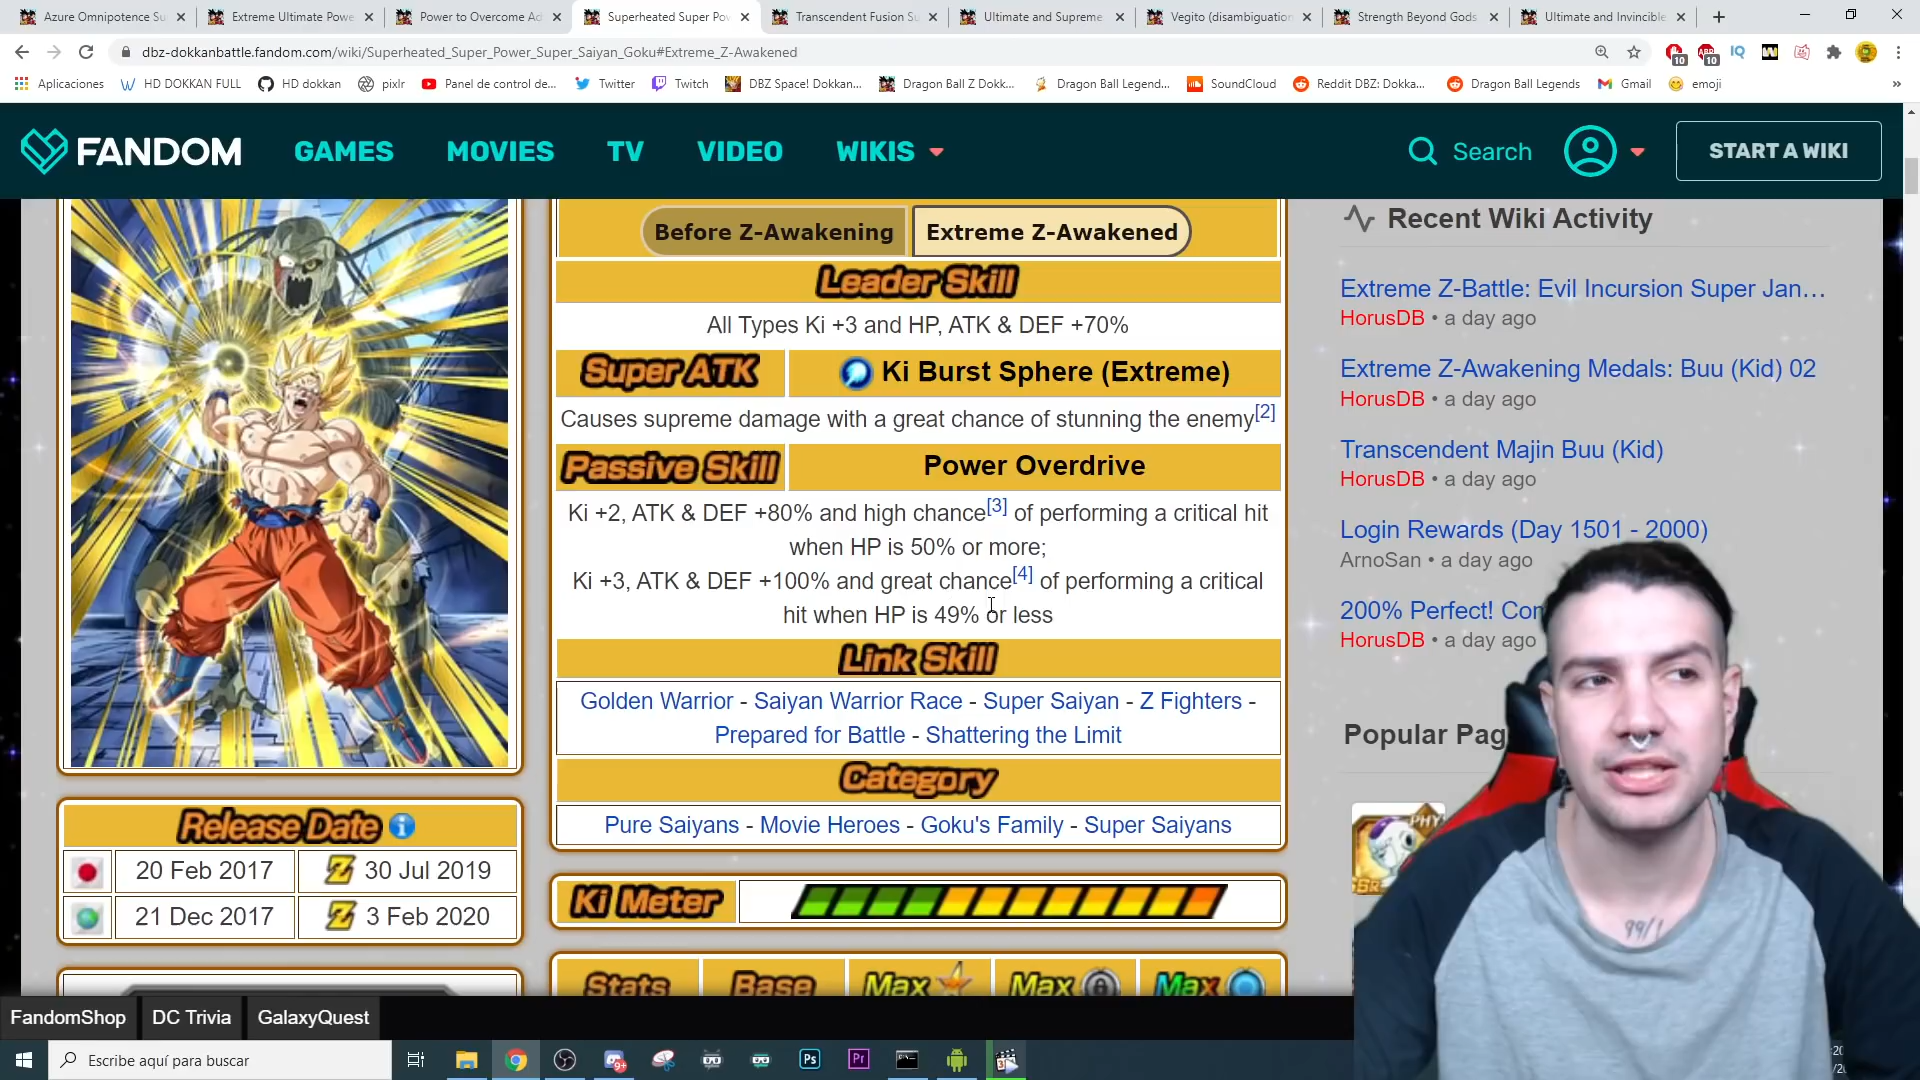 Azure Omnipotence Su
Extreme Ultimate Powe
Power to Overcome Ad
Superheated Super Pow
Transcendent Fusion Su
Ultimate and Supreme
Vegito (disambiguation
Strength Beyond Gods
Ultimate and Invincible
dbz-dokkanbattle.fandom.com/wiki/Superheated_Super_Power_Super_Saiyan_Goku#Extreme_Z-Awakened
10
10
IQ
Aplicaciones
HD DOKKAN FULL
HD dokkan
pixlr
Panel de control de...
Twitter
Twitch
DBZ Space! Dokkan...
Dragon Ball Z Dokk...
Dragon Ball Legend...
SoundCloud
Reddit DBZ: Dokka...
Dragon Ball Legends
Gmail
emoji
»
FANDOM
GAMES
MOVIES
TV
VIDEO
WIKIS
Search
START A WIKI
Before Z-Awakening
Extreme Z-Awakened
Leader Skill
All Types Ki +3 and HP, ATK & DEF +70%
Super ATK
Ki Burst Sphere (Extreme)
Causes supreme damage with a great chance of stunning the enemy[2]
Passive Skill
Power Overdrive
Ki +2, ATK & DEF +80% and high chance[3] of performing a critical hit
when HP is 50% or more;
Ki +3, ATK & DEF +100% and great chance[4] of performing a critical
hit when HP is 49% or less
Link Skill
Golden Warrior - Saiyan Warrior Race - Super Saiyan - Z Fighters -
Prepared for Battle - Shattering the Limit
Category
Pure Saiyans - Movie Heroes - Goku's Family - Super Saiyans
Ki Meter
Stats
Base
Max
Max
Max
Release Date
20 Feb 2017
Z 30 Jul 2019
21 Dec 2017
Z 3 Feb 2020
Recent Wiki Activity
Extreme Z-Battle: Evil Incursion Super Jan…
HorusDB • a day ago
Extreme Z-Awakening Medals: Buu (Kid) 02
HorusDB • a day ago
Transcendent Majin Buu (Kid)
HorusDB • a day ago
Login Rewards (Day 1501 - 2000)
ArnoSan • a day ago
200% Perfect! Co
HorusDB • a day ago
Popular Pag
PHY
SSR
FandomShop
DC Trivia
GalaxyQuest
Escribe aquí para buscar
9+
Ps
Pr